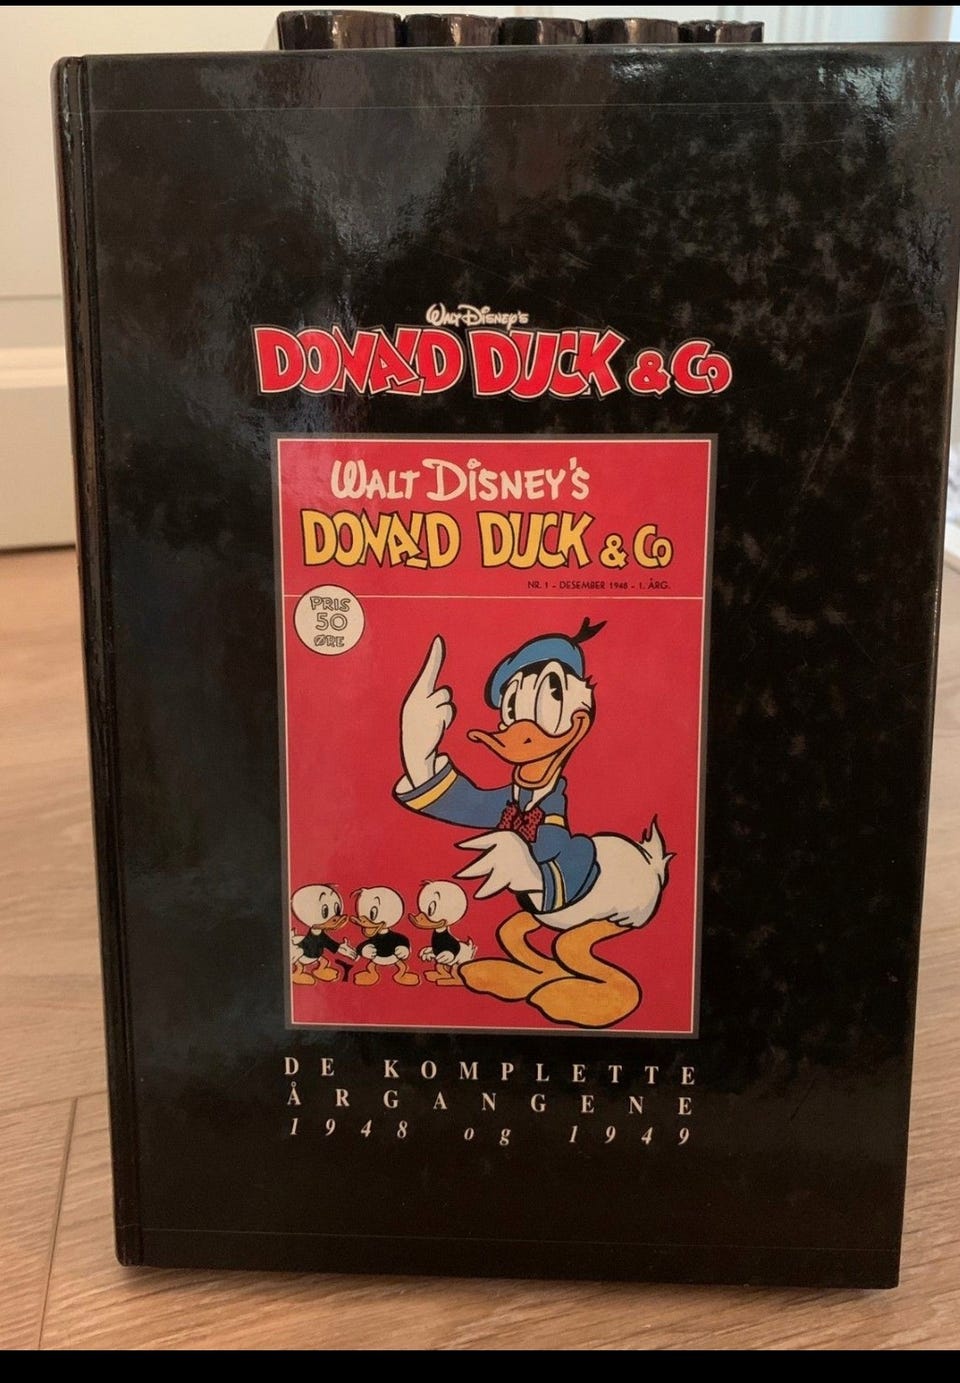 Walt Disney's
DONALD DUCK & Co
WALT DISNEY'S
DONALD DUCK & Co
NR. 1 - DESEMBER 1948 - 1. ÅRG.
PRIS
50
ØRE
DE KOMPLETTE
ÅRGANGENE
1948 og 1949